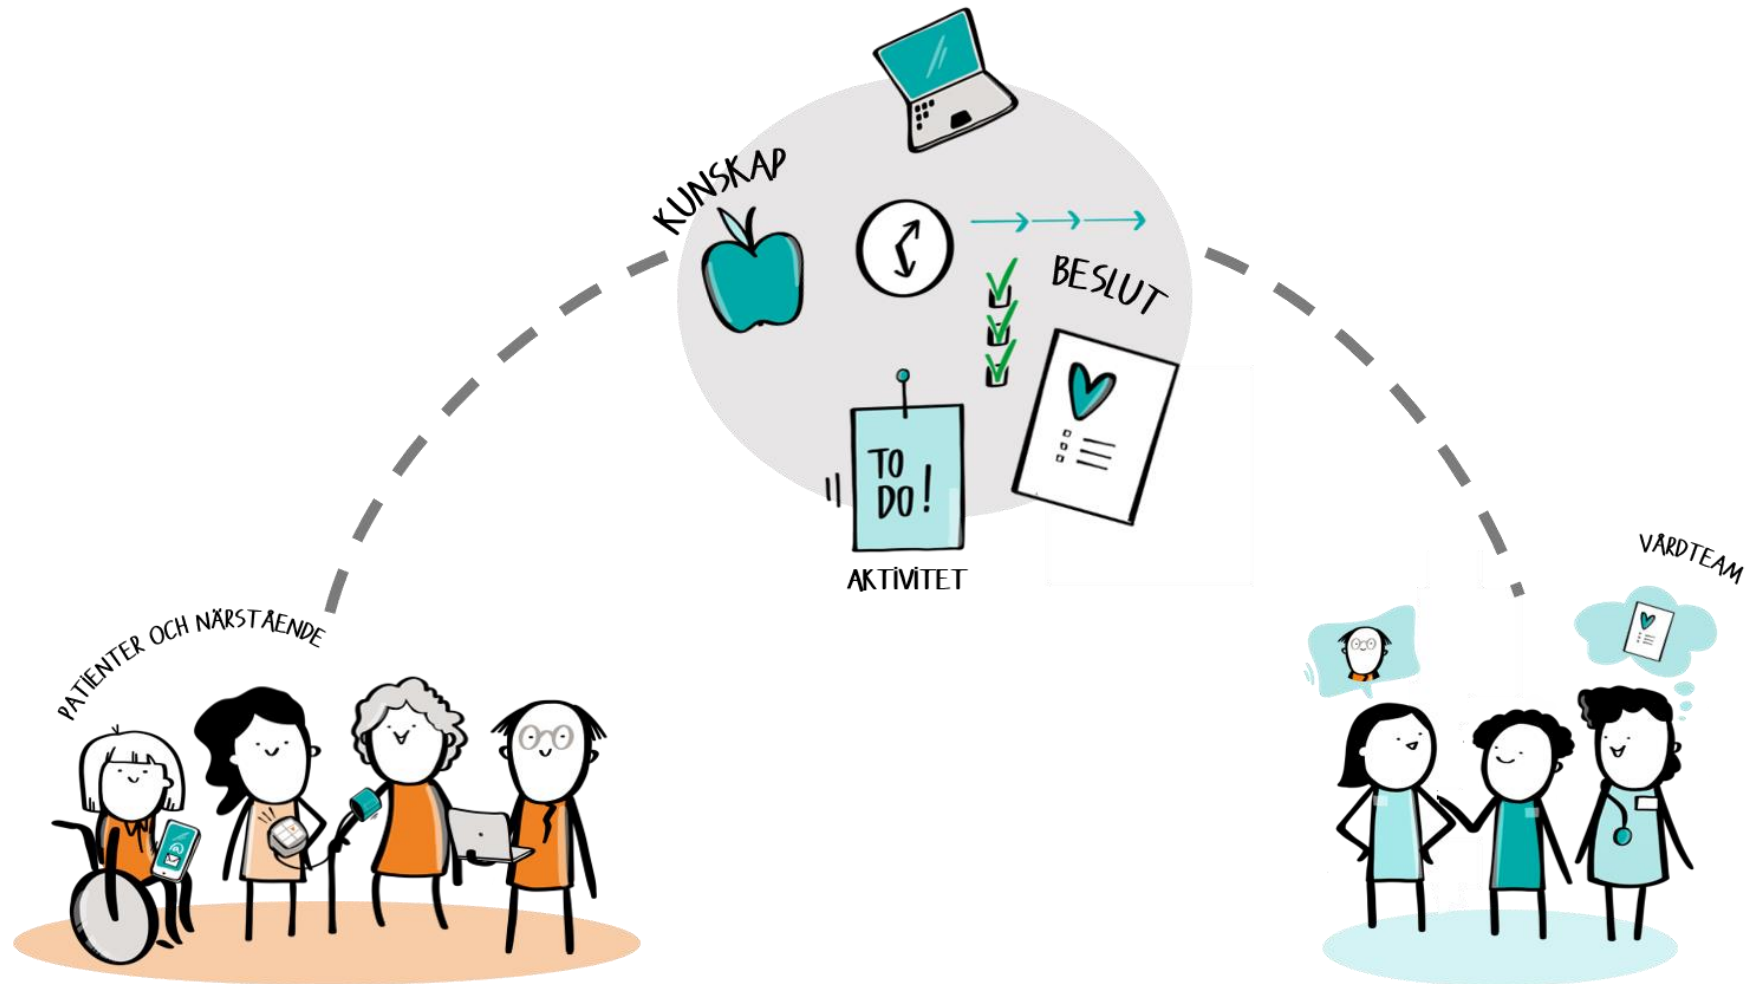 KUNSKAP
BESLUT
TO
DO!
AKTIVITET
PATIENTER OCH NÄRSTÅENDE
VÅRDTEAM
@